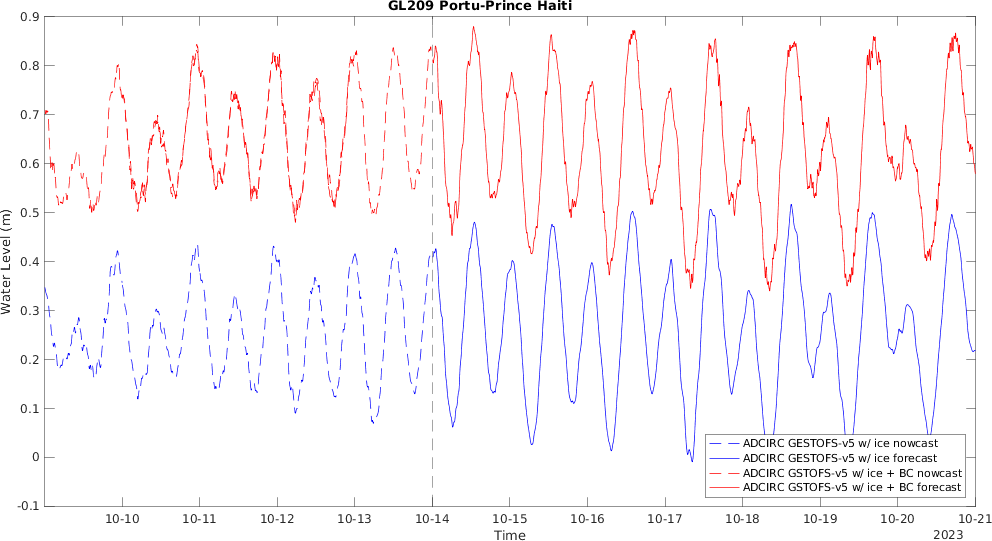 GL209 Portu-Prince Haiti
0.9
0.8
0.7
0.6
0.5
0.4
0.3
0.2
0.1
0
-0.1
Water Level (m)
ADCIRC GESTOFS-v5 w/ ice nowcast
ADCIRC GESTOFS-v5 w/ ice forecast
ADCIRC GSTOFS-v5 w/ ice + BC nowcast
ADCIRC GSTOFS-v5 w/ ice + BC forecast
10-10 10-11 10-12 10-13 10-14 10-15 10-16 10-17 10-18 10-19 10-20 10-21
Time
2023